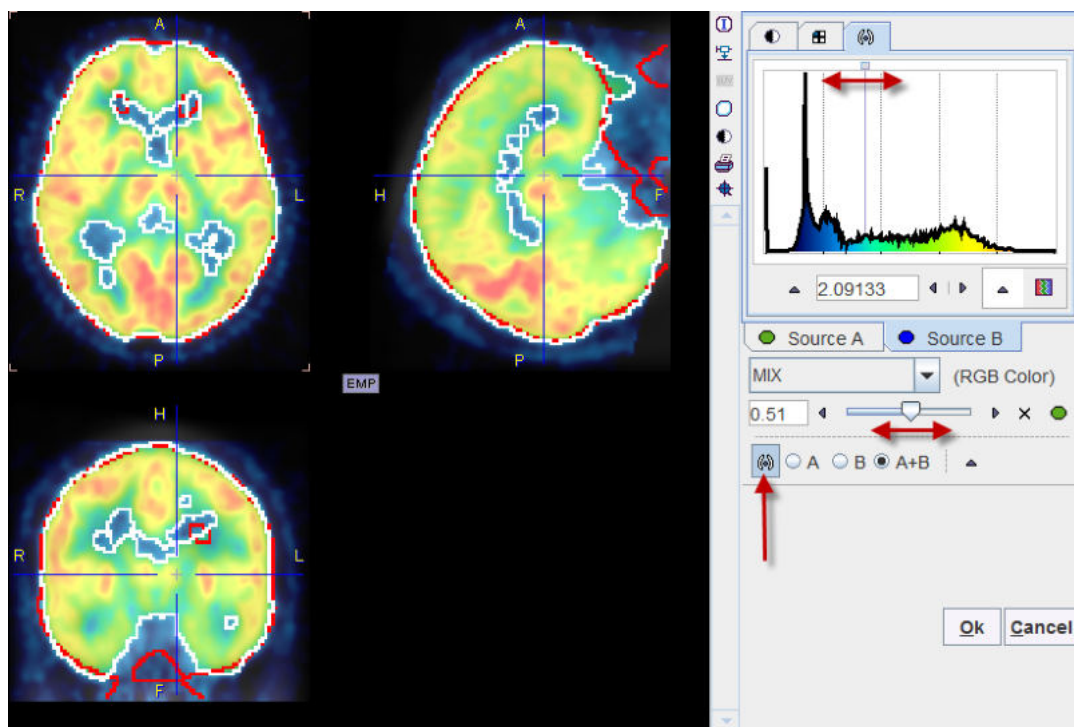 A
R
L
P
A
H
F
P
EMP
H
R
L
F
2.09133
Source A
Source B
MIX
(RGB Color)
0.51
A
B
A+B
Ok
Cancel